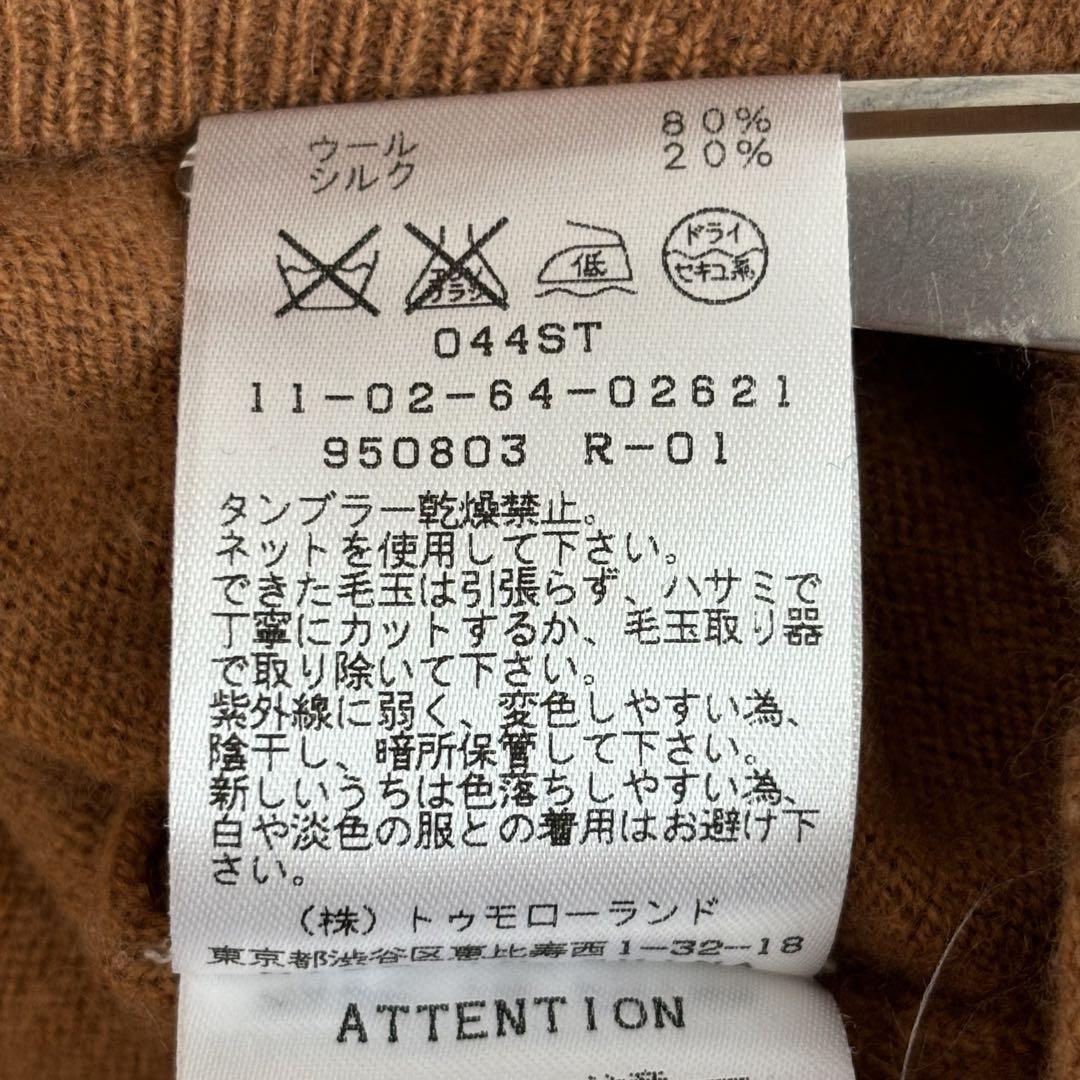 ウール 80%
シルク 20%
エンソ
サラシ
低
ドライ
セキユ系
044ST
11-02-64-02621
950803 R-01
タンブラー乾燥禁止。
ネットを使用して下さい。
できた毛玉は引張らず、ハサミで
丁寧にカットするか、毛玉取り器
で取り除いて下さい。
紫外線に弱く、変色しやすい為、
陰干し、暗所保管して下さい。
新しいうちは色落ちしやすい為、
白や淡色の服との着用はお避け下
さい。
(株)トゥモローランド
東京都渋谷区恵比寿西1-32-18
ATTENTION